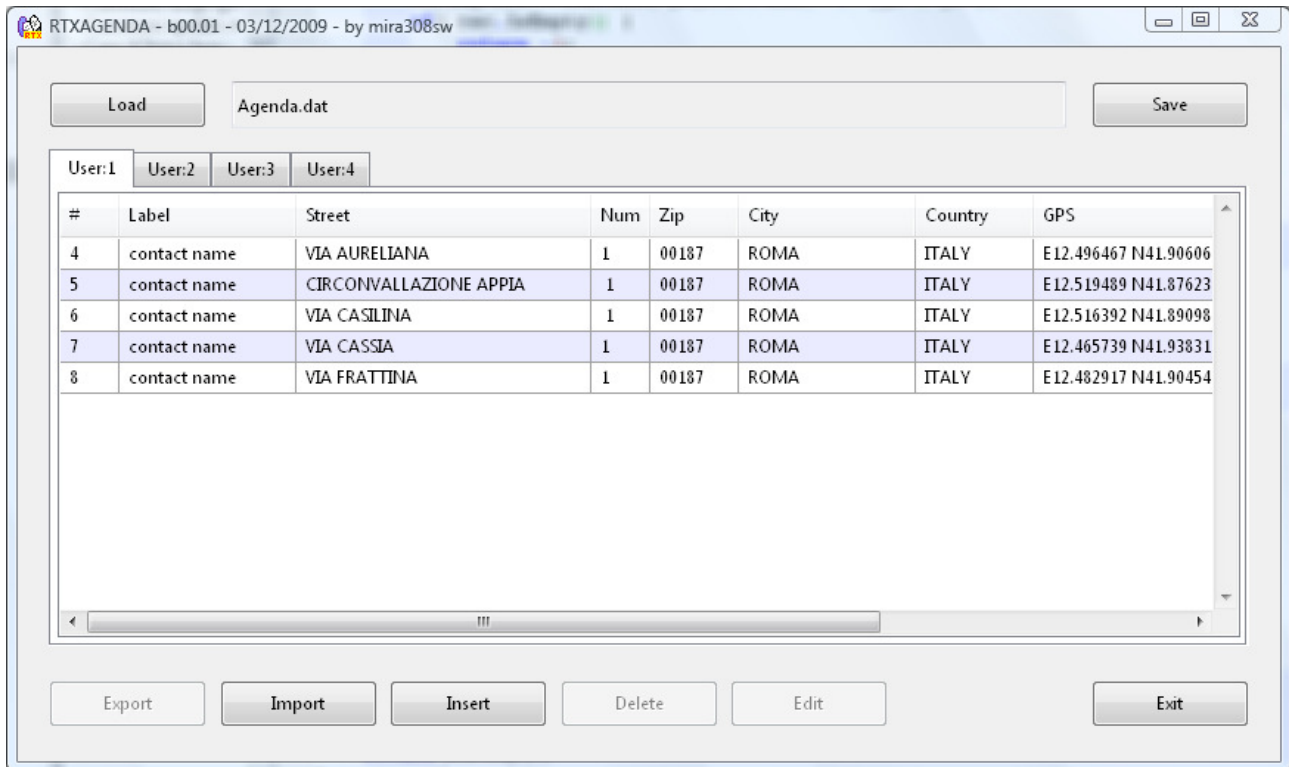 RTX RTXAGENDA - b00.01 - 03/12/2009 - by mira308sw
Load Agenda.dat Save
User:1 User:2 User:3 User:4
# Label Street Num Zip City Country GPS
4 contact name VIA AURELIANA 1 00187 ROMA ITALY E12.496467 N41.90606
5 contact name CIRCONVALLAZIONE APPIA 1 00187 ROMA ITALY E12.519489 N41.87623
6 contact name VIA CASILINA 1 00187 ROMA ITALY E12.516392 N41.89098
7 contact name VIA CASSIA 1 00187 ROMA ITALY E12.465739 N41.93831
8 contact name VIA FRATTINA 1 00187 ROMA ITALY E12.482917 N41.90454
Export Import Insert Delete Edit Exit